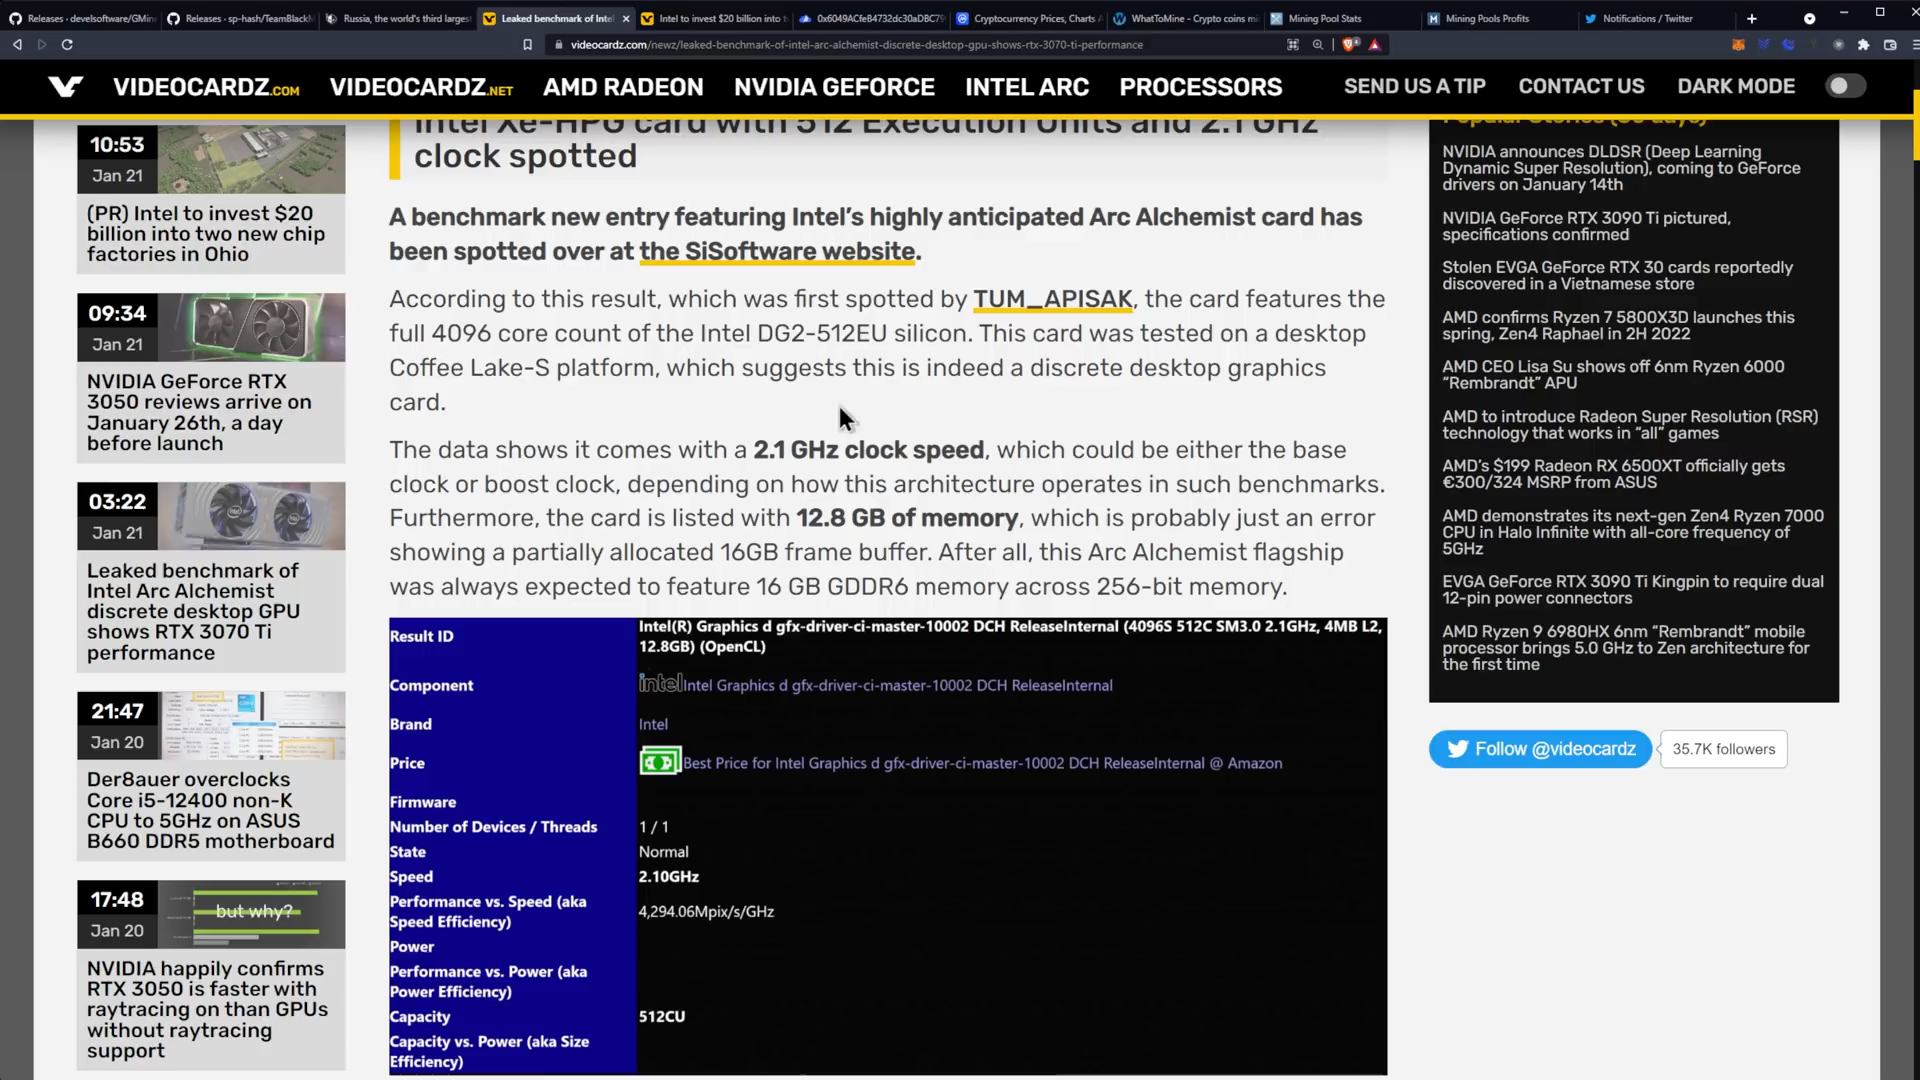 Releases · develsoftware/GMin
Releases · sp-hash/TeamBlackM
Russia, the world's third largest
Leaked benchmark of Intel
Intel to invest $20 billion into t
0x6049ACfeB4732dc30aDBC79
Cryptocurrency Prices, Charts A
WhatToMine - Crypto coins mi
Mining Pool Stats
Mining Pools Profits
Notifications / Twitter
videocardz.com/newz/leaked-benchmark-of-intel-arc-alchemist-discrete-desktop-gpu-shows-rtx-3070-ti-performance
VIDEOCARDZ.COM
VIDEOCARDZ.NET
AMD RADEON
NVIDIA GEFORCE
INTEL ARC
PROCESSORS
SEND US A TIP
CONTACT US
DARK MODE
10:53
Jan 21
(PR) Intel to invest $20
billion into two new chip
factories in Ohio
09:34
Jan 21
NVIDIA GeForce RTX
3050 reviews arrive on
January 26th, a day
before launch
03:22
Jan 21
Leaked benchmark of
Intel Arc Alchemist
discrete desktop GPU
shows RTX 3070 Ti
performance
21:47
Jan 20
Der8auer overclocks
Core i5-12400 non-K
CPU to 5GHz on ASUS
B660 DDR5 motherboard
17:48
Jan 20
but why?
NVIDIA happily confirms
RTX 3050 is faster with
raytracing on than GPUs
without raytracing
support
Intel Xe-HPG card with 512 Execution Units and 2.1 GHz
clock spotted
A benchmark new entry featuring Intel's highly anticipated Arc Alchemist card has
been spotted over at the SiSoftware website.
According to this result, which was first spotted by TUM_APISAK, the card features the
full 4096 core count of the Intel DG2-512EU silicon. This card was tested on a desktop
Coffee Lake-S platform, which suggests this is indeed a discrete desktop graphics
card.
The data shows it comes with a 2.1 GHz clock speed, which could be either the base
clock or boost clock, depending on how this architecture operates in such benchmarks.
Furthermore, the card is listed with 12.8 GB of memory, which is probably just an error
showing a partially allocated 16GB frame buffer. After all, this Arc Alchemist flagship
was always expected to feature 16 GB GDDR6 memory across 256-bit memory.
Result ID
Intel(R) Graphics d gfx-driver-ci-master-10002 DCH ReleaseInternal (4096S 512C SM3.0 2.1GHz, 4MB L2,
12.8GB) (OpenCL)
Component
intel Intel Graphics d gfx-driver-ci-master-10002 DCH ReleaseInternal
Brand
Intel
Price
Best Price for Intel Graphics d gfx-driver-ci-master-10002 DCH ReleaseInternal @ Amazon
Firmware
Number of Devices / Threads
1 / 1
State
Normal
Speed
2.10GHz
Performance vs. Speed (aka
Speed Efficiency)
4,294.06Mpix/s/GHz
Power
Performance vs. Power (aka
Power Efficiency)
Capacity
512CU
Capacity vs. Power (aka Size
Efficiency)
NVIDIA announces DLDSR (Deep Learning
Dynamic Super Resolution), coming to GeForce
drivers on January 14th
NVIDIA GeForce RTX 3090 Ti pictured,
specifications confirmed
Stolen EVGA GeForce RTX 30 cards reportedly
discovered in a Vietnamese store
AMD confirms Ryzen 7 5800X3D launches this
spring, Zen4 Raphael in 2H 2022
AMD CEO Lisa Su shows off 6nm Ryzen 6000
"Rembrandt" APU
AMD to introduce Radeon Super Resolution (RSR)
technology that works in "all" games
AMD's $199 Radeon RX 6500XT officially gets
€300/324 MSRP from ASUS
AMD demonstrates its next-gen Zen4 Ryzen 7000
CPU in Halo Infinite with all-core frequency of
5GHz
EVGA GeForce RTX 3090 Ti Kingpin to require dual
12-pin power connectors
AMD Ryzen 9 6980HX 6nm "Rembrandt" mobile
processor brings 5.0 GHz to Zen architecture for
the first time
Follow @videocardz
35.7K followers